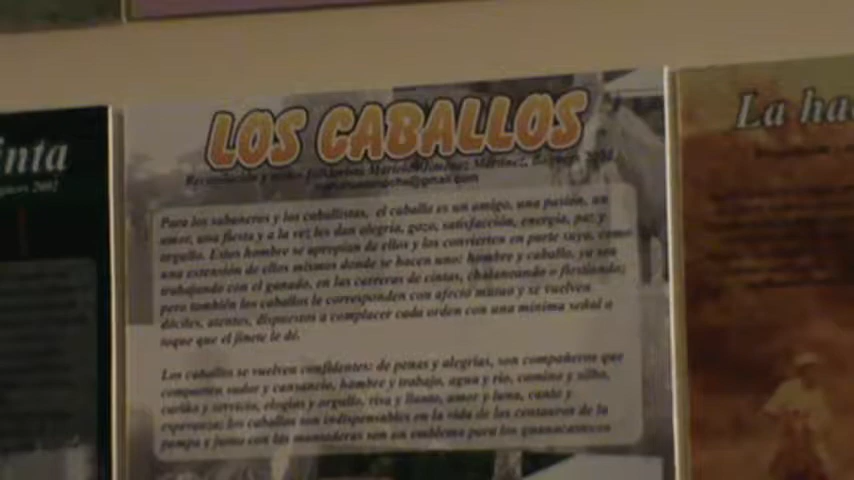 inta
LOS CABALLOS
La ha
Para los sabaneros y los caballistas, el caballo es un amigo, una pasión, un
amor, una fiesta y a la vez les dan alegría, gozo, satisfacción, energía, paz y
orgullo. Estos hombre se apropian de ellos y los convierten en parte suya, como
una extensión de ellos mismos donde se hacen uno: hombre y caballo, ya sea
trabajando con el ganado, en las carreras de cintas, chalaneando o fiestiando;
pero también los caballos le corresponden con afecto mutuo y se vuelven
dóciles, atentos, dispuestos a complacer cada orden con una mínima señal o
toque que el jinete le dé.
Los caballos se vuelven confidentes: de penas y alegrías, son compañeros que
comparten sudor y cansancio, hombre y trabajo, agua y río, camino y silbo,
cariño y servicio, elogios y orgullo, risa y llanto, amor y luna, canto y
esperanza; los caballos son indispensables en la vida de los centauros de la
pampa y junto con las monturas son un emblema para los guanacastecos